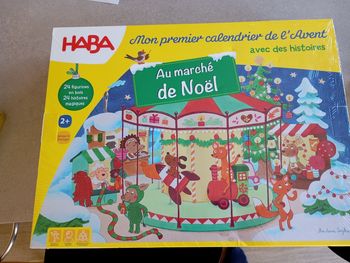 HABA
Mon premier calendrier de l'Avent
avec des histoires
Au marché
de Noël
24 figurines
en bois
24 histoires
magiques
2+